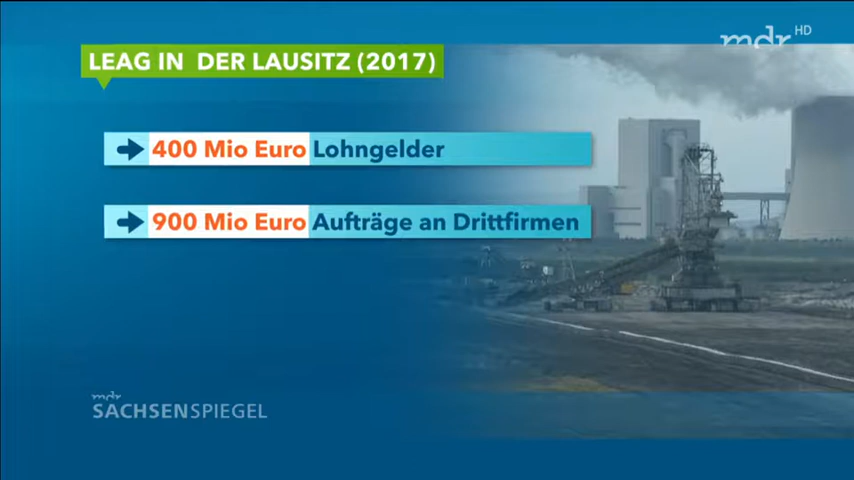 mdr HD
LEAG IN DER LAUSITZ (2017)
400 Mio Euro Lohngelder
900 Mio Euro Aufträge an Drittfirmen
mdr
SACHSENSPIEGEL